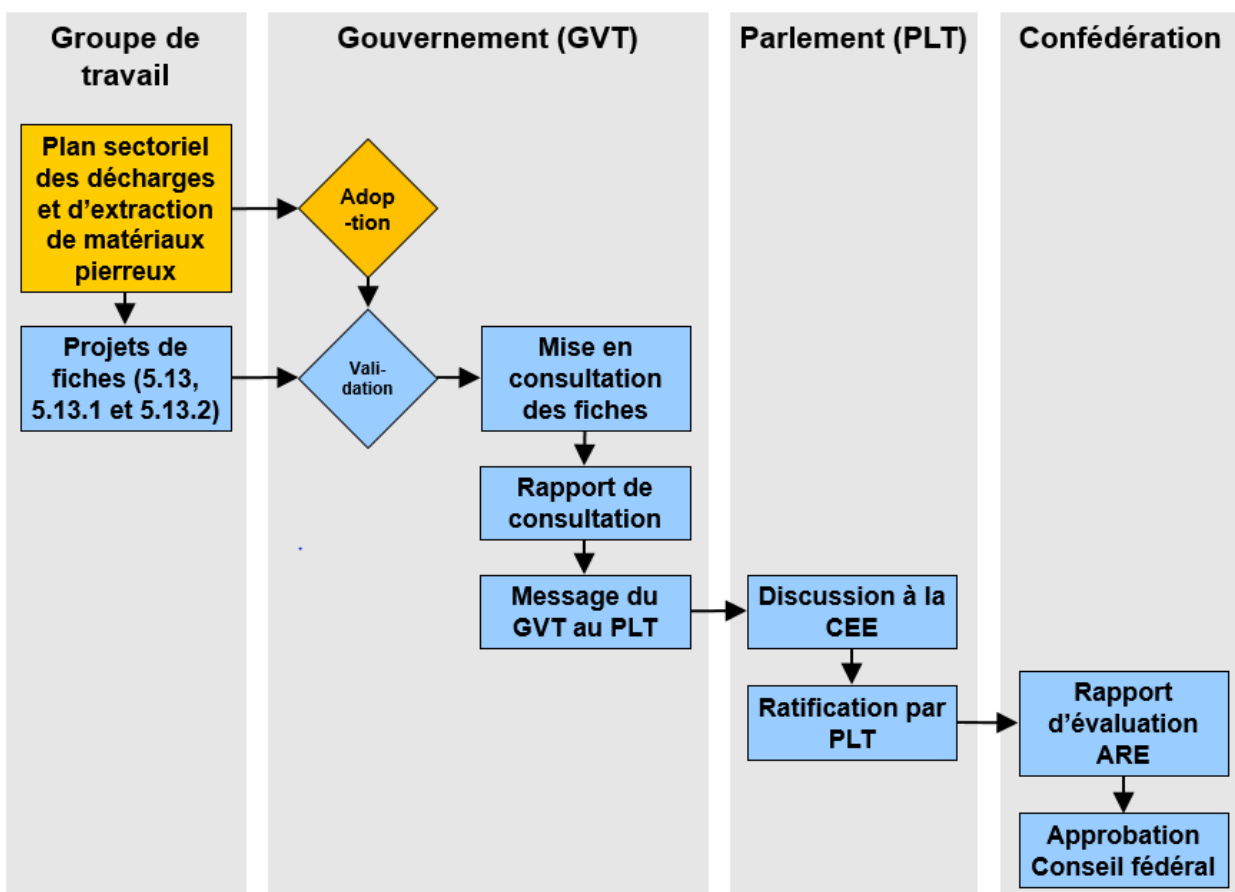 Groupe de
travail
Gouvernement (GVT)
Parlement (PLT)
Confédération
Plan sectoriel
des décharges
et d'extraction
de matériaux
pierreux
Adop
-tion
Projets de
fiches (5.13,
5.13.1 et 5.13.2)
Vali-
dation
Mise en
consultation
des fiches
Rapport de
consultation
Message du
GVT au PLT
Discussion à la
CEE
Ratification par
PLT
Rapport
d'évaluation
ARE
Approbation
Conseil fédéral